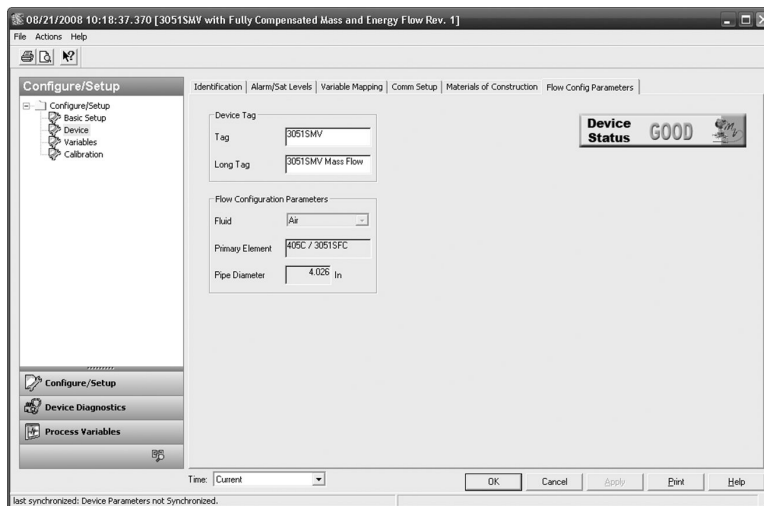 08/21/2008 10:18:37.370 [3051SMV with Fully Compensated Mass and Energy Flow Rev. 1]
File Actions Help
Configure/Setup
Configure/Setup
Basic Setup
Device
Variables
Calibration
Configure/Setup
Device Diagnostics
Process Variables
Identification Alarm/Sat Levels Variable Mapping Comm Setup Materials of Construction Flow Config Parameters
Device Tag
Tag 3051SMV
Long Tag 3051SMV Mass Flow
Flow Configuration Parameters
Fluid Air
Primary Element 405C / 3051SFC
Pipe Diameter 4.026 In
Device Status GOOD
Time: Current
OK Cancel Apply Print Help
last synchronized: Device Parameters not Synchronized.